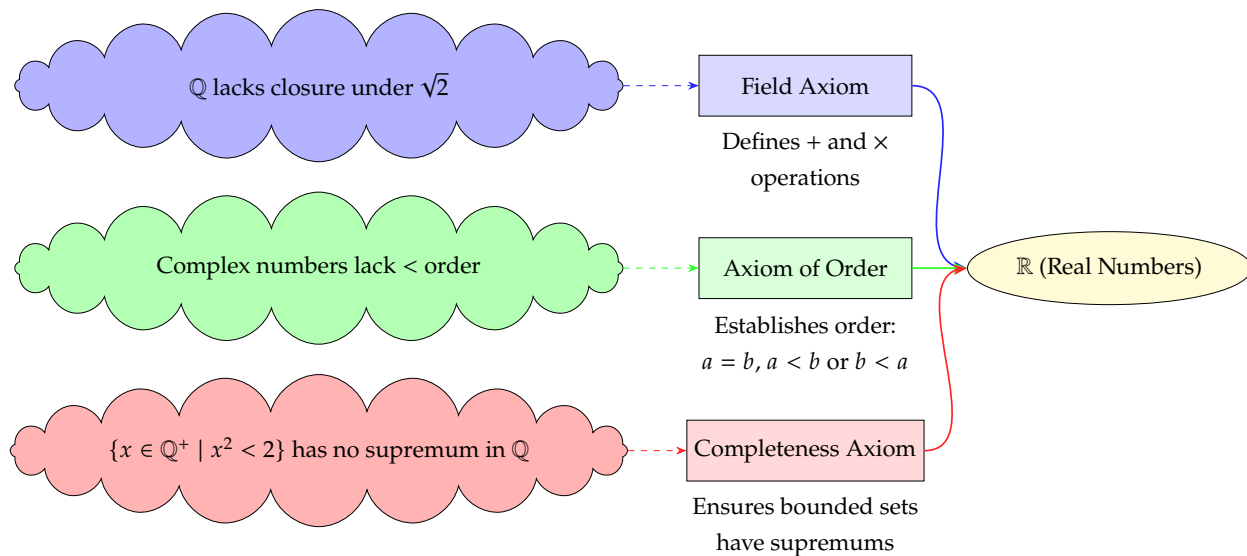 ℚ lacks closure under √2
Field Axiom
Defines + and ×
operations
Complex numbers lack < order
Axiom of Order
Establishes order:
a = b, a < b or b < a
{x ∈ ℚ⁺ | x² < 2} has no supremum in ℚ
Completeness Axiom
Ensures bounded sets
have supremums
ℝ (Real Numbers)